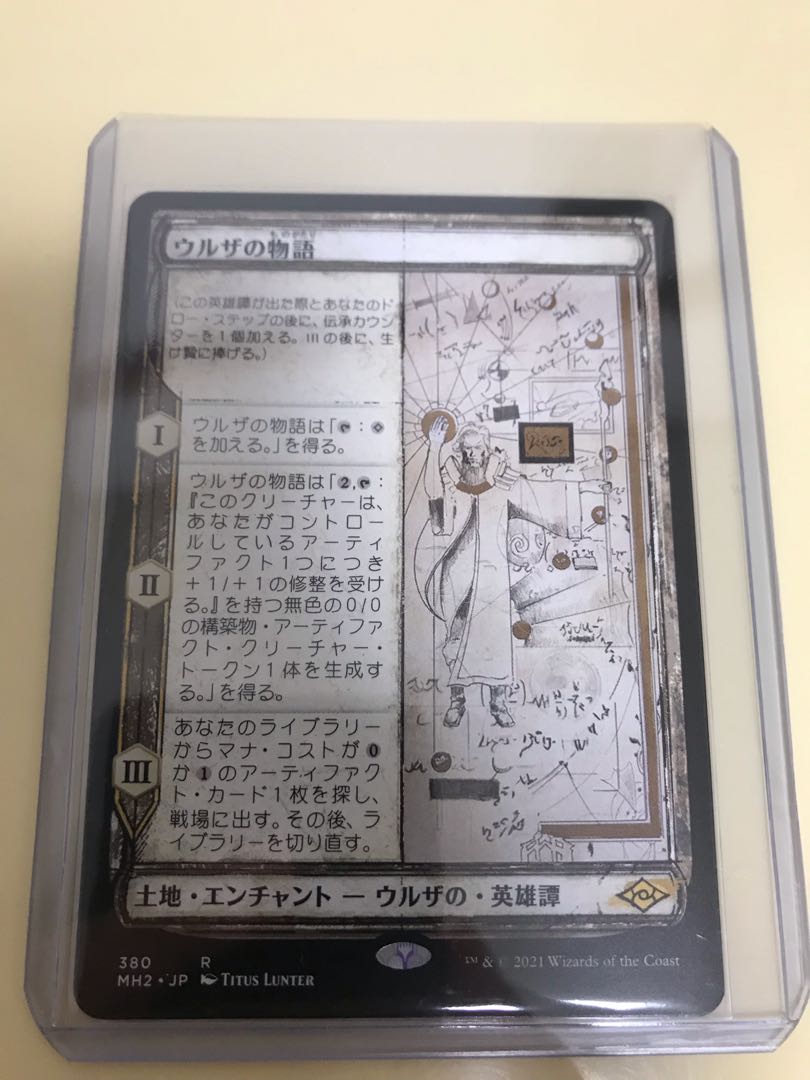 ものがたり
ウルザの物語
(この英雄譚が出た際とあなたのド
ロー・ステップの後に、伝承カウン
ターを1個加える。IIIの後に、生
け贄に捧げる。)
I
ウルザの物語は「:
を加える。」を得る。
II
ウルザの物語は「2,:
『このクリーチャーは、
あなたがコントロー
ルしているアーティ
ファクト1つにつき
+1/+1の修整を受け
る。』を持つ無色の0/0
の構築物・アーティファ
クト・クリーチャー・
トークン1体を生成す
る。」を得る。
III
あなたのライブラリー
からマナ・コストが0
か1のアーティファク
ト・カード1枚を探し、
戦場に出す。その後、ラ
イブラリーを切り直す。
土地・エンチャント — ウルザの・英雄譚
380 R
MH2・JP TITUS LUNTER
™ & © 2021 Wizards of the Coast